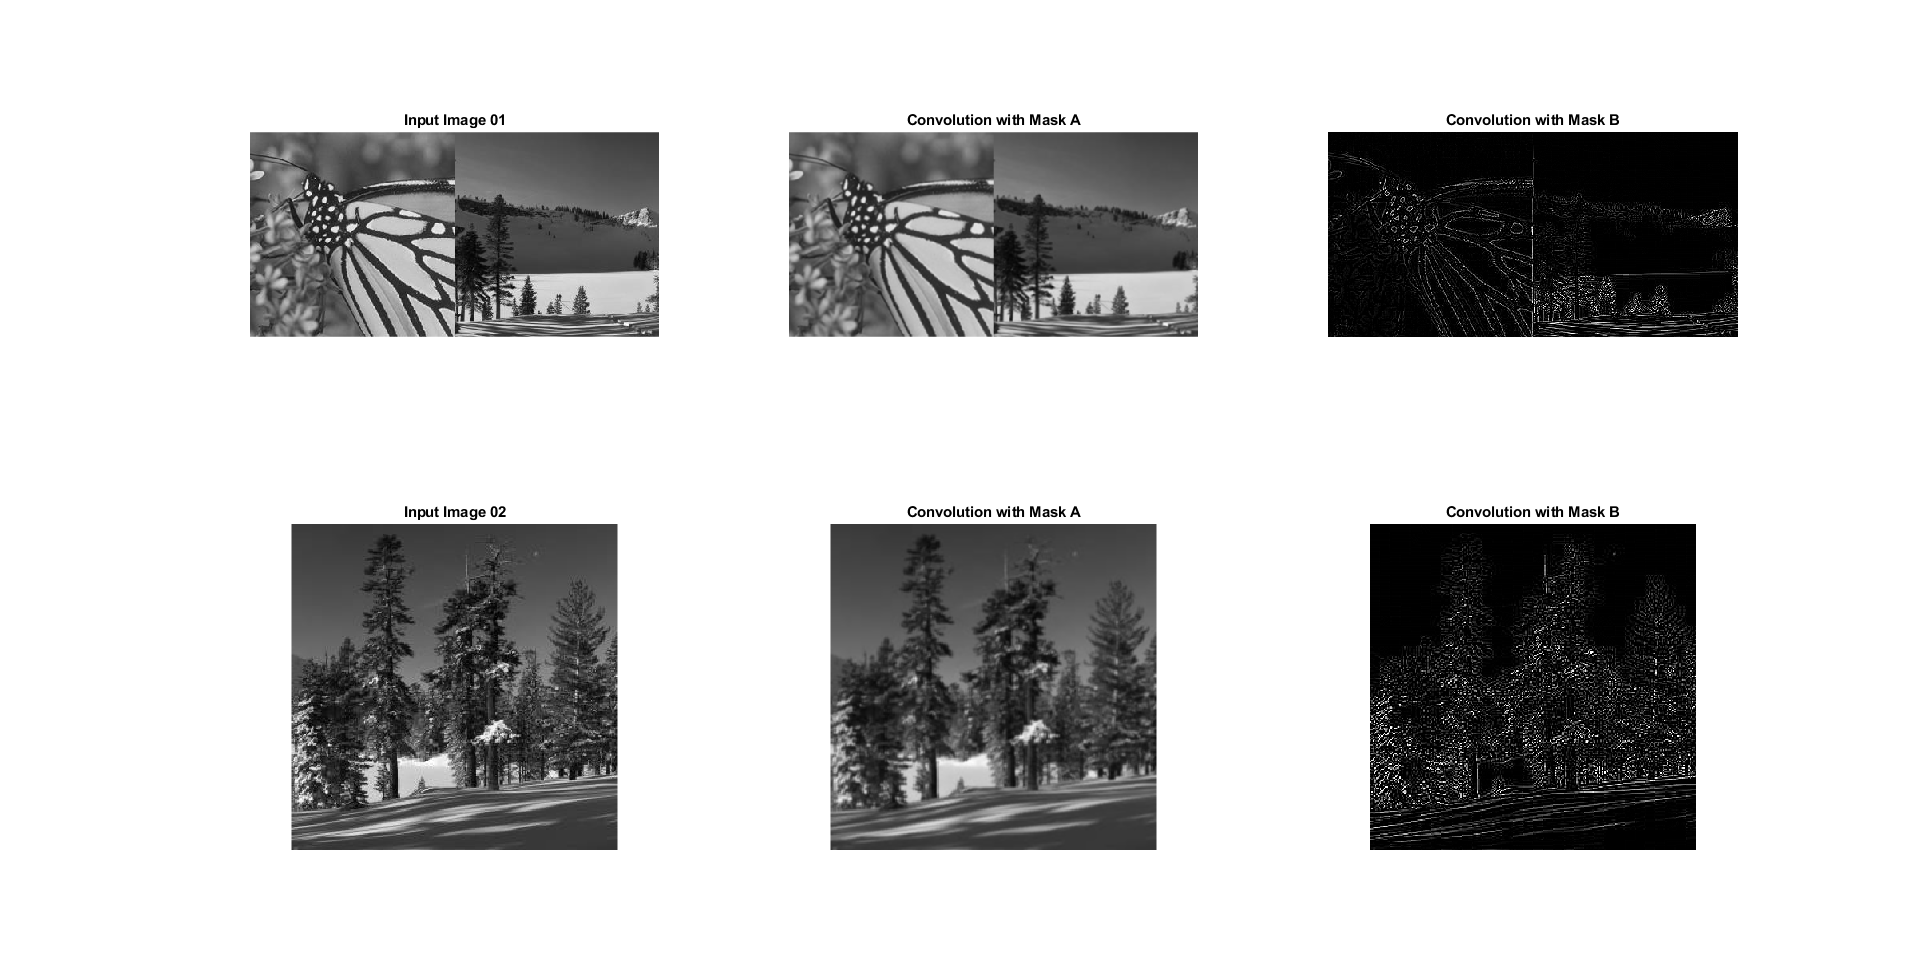 Input Image 01
Convolution with Mask A
Convolution with Mask B
Input Image 02
Convolution with Mask A
Convolution with Mask B